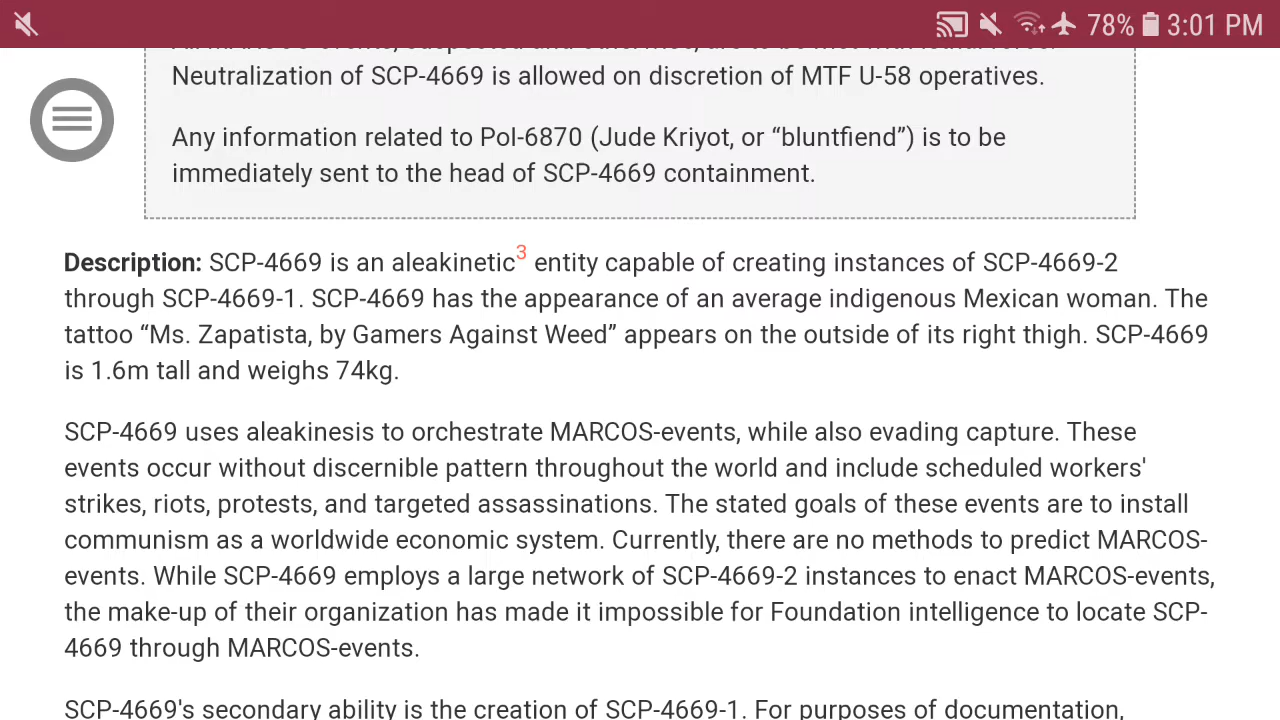 78% 3:01 PM
Neutralization of SCP-4669 is allowed on discretion of MTF U-58 operatives.
Any information related to PoI-6870 (Jude Kriyot, or “bluntfiend”) is to be
immediately sent to the head of SCP-4669 containment.
Description: SCP-4669 is an aleakinetic3 entity capable of creating instances of SCP-4669-2
through SCP-4669-1. SCP-4669 has the appearance of an average indigenous Mexican woman. The
tattoo “Ms. Zapatista, by Gamers Against Weed” appears on the outside of its right thigh. SCP-4669
is 1.6m tall and weighs 74kg.
SCP-4669 uses aleakinesis to orchestrate MARCOS-events, while also evading capture. These
events occur without discernible pattern throughout the world and include scheduled workers'
strikes, riots, protests, and targeted assassinations. The stated goals of these events are to install
communism as a worldwide economic system. Currently, there are no methods to predict MARCOS-
events. While SCP-4669 employs a large network of SCP-4669-2 instances to enact MARCOS-events,
the make-up of their organization has made it impossible for Foundation intelligence to locate SCP-
4669 through MARCOS-events.
SCP-4669's secondary ability is the creation of SCP-4669-1. For purposes of documentation,